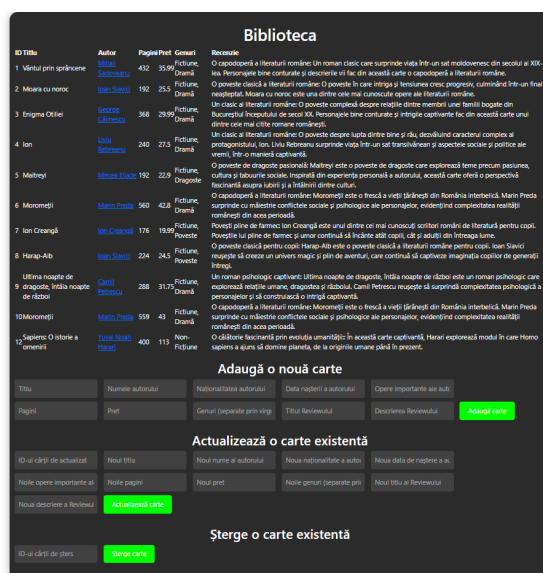 Biblioteca
ID Titlu Autor Pagini Pret Genuri Recenzie
1 Vântul prin sprâncene Mihail Sadoveanu 432 35.99 Fictiune, Dramă O capodoperă a literaturii române: Un roman clasic care surprinde viața într-un sat moldovenesc din secolul al XIX-lea. Personajele bine conturate și descrierile vii fac din această carte o capodoperă a literaturii române.
2 Moara cu noroc Ioan Slavici 192 25.5 Fictiune, Dramă O poveste clasică a literaturii române: O poveste în care intriga și tensiunea cresc progresiv, culminând într-un final neașteptat. Moara cu noroc este una dintre cele mai cunoscute opere ale literaturii române.
3 Enigma Otiliei George Călinescu 368 29.99 Fictiune, Dramă Un clasic al literaturii române: O poveste complexă despre relațiile dintre membrii unei familii bogate din Bucureștiul începutului de secol XX. Personajele bine conturate și intrigile captivante fac din această carte unul dintre cele mai citite romane românești.
4 Ion Liviu Rebreanu 240 27.5 Fictiune, Dramă Un clasic al literaturii române: O poveste despre lupta dintre bine și rău, dezvăluind caracterul complex al protagonistului, Ion. Liviu Rebreanu surprinde viața într-un sat transilvănean și aspectele sociale și politice ale vremii, într-o manieră captivantă.
5 Maitreyi Mircea Eliade 192 22.9 Fictiune, Dragoste O poveste de dragoste pasională: Maitreyi este o poveste de dragoste care explorează teme precum pasiunea, cultura și tabuurile sociale. Inspirată din experiența personală a autorului, această carte oferă o perspectivă fascinantă asupra iubirii și a întâlnirii dintre culturi.
6 Moromeții Marin Preda 560 42.8 Fictiune, Dramă O capodoperă a literaturii române: Moromeții este o frescă a vieții țărănești din România interbelică. Marin Preda surprinde cu măiestrie conflictele sociale și psihologice ale personajelor, evidențiind complexitatea realității românești din acea perioadă.
7 Ion Creangă Ion Creangă 176 19.99 Fictiune, Poveste Povești pline de farmec: Ion Creangă este unul dintre cei mai cunoscuți scriitori români de literatură pentru copii. Poveștile lui pline de farmec și umor continuă să încânte atât copiii, cât și adulții din întreaga lume.
8 Harap-Alb Ioan Slavici 224 24.5 Fictiune, Poveste O poveste clasică pentru copii: Harap-Alb este o poveste clasică a literaturii române pentru copii. Ioan Slavici reușește să creeze un univers magic și plin de aventuri, care continuă să captiveze imaginația copiilor de generații întregi.
9 Ultima noapte de dragoste, întâia noapte de război Camil Petrescu 288 31.75 Fictiune, Dramă Un roman psihologic captivant: Ultima noapte de dragoste, întâia noapte de război este un roman psihologic care explorează relațiile umane, dragostea și războiul. Camil Petrescu reușește să surprindă complexitatea psihologică a personajelor și să construiască o intrigă captivantă.
10 Moromeții Marin Preda 559 43 Fictiune, Dramă O capodoperă a literaturii române: Moromeții este o frescă a vieții țărănești din România interbelică. Marin Preda surprinde cu măiestrie conflictele sociale și psihologice ale personajelor, evidențiind complexitatea realității românești din acea perioadă.
12 Sapiens: O istorie a omenirii Yuval Noah Harari 400 113 Non-Ficțiune O călătorie fascinantă prin evoluția umanității: În această carte captivantă, Harari explorează modul în care Homo sapiens a ajuns să domine planeta, de la originile umane până în prezent.
Adaugă o nouă carte
Titlu Numele autorului Naționalitatea autorului Data nașterii a autorului Opere importante ale auto
Pagini Pret Genuri (separate prin virgu Titlul Reviewului Descrierea Reviewului Adaugă carte
Actualizează o carte existentă
ID-ul cărții de actualizat Noul titlu Noul nume al autorului Noua naționalitate a autor Noua data de naștere a au
Noile opere importante ale Noile pagini Noul pret Noile genuri (separate prin Noul titlu al Reviewului
Noua descriere a Reviewul Actualizează carte
Șterge o carte existentă
ID-ul cărții de șters Șterge carte